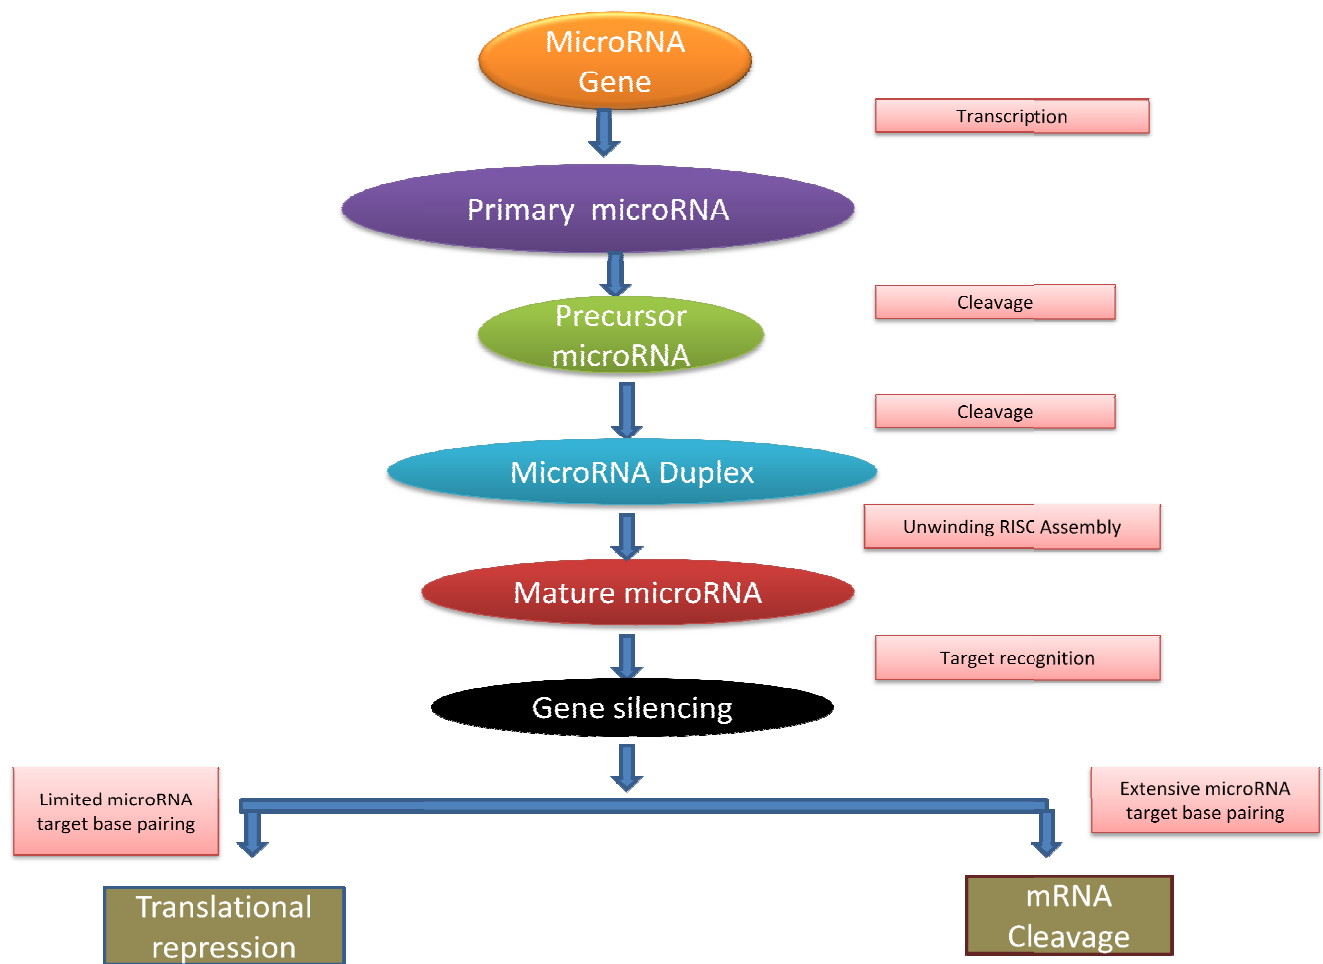 MicroRNA
Gene
Transcription
Primary microRNA
Cleavage
Precursor
microRNA
Cleavage
MicroRNA Duplex
Unwinding RISC Assembly
Mature microRNA
Target recognition
Gene silencing
Limited microRNA
target base pairing
Extensive microRNA
target base pairing
Translational
repression
mRNA
Cleavage